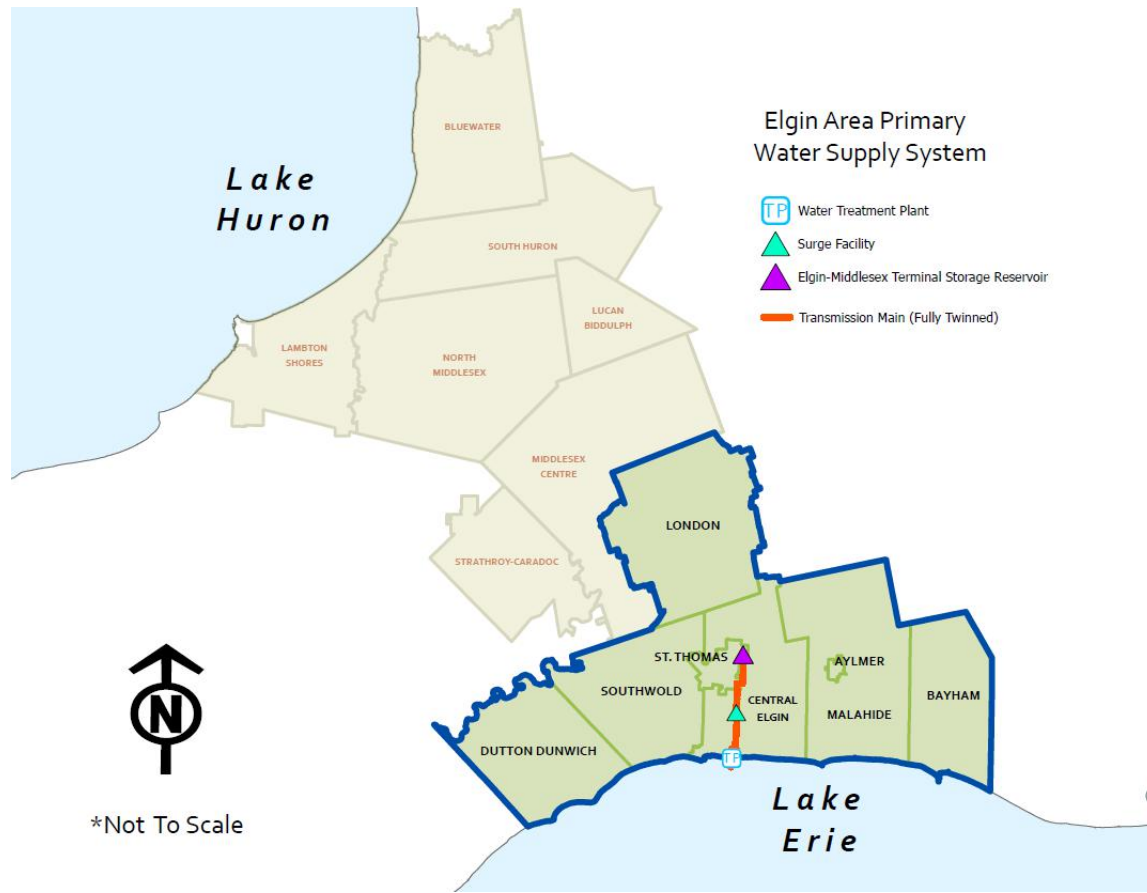 Elgin Area Primary
Water Supply System
TP Water Treatment Plant
Surge Facility
Elgin-Middlesex Terminal Storage Reservoir
Transmission Main (Fully Twinned)
Lake
Huron
BLUEWATER
SOUTH HURON
LUCAN
BIDDULPH
LAMBTON
SHORES
NORTH
MIDDLESEX
MIDDLESEX
CENTRE
STRATHROY-CARADOC
LONDON
ST. THOMAS
AYLMER
SOUTHWOLD
CENTRAL
ELGIN
BAYHAM
MALAHIDE
DUTTON DUNWICH
TP
Lake
Erie
N
*Not To Scale